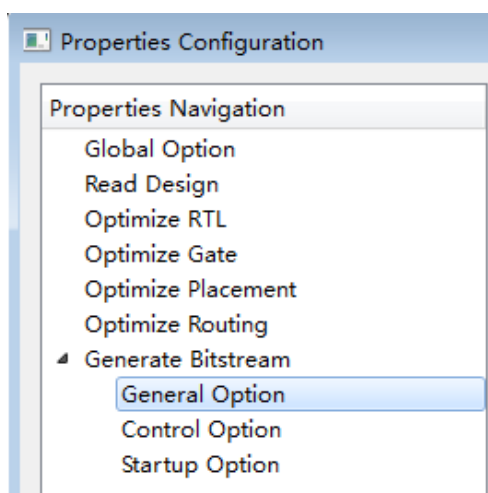 Properties Configuration
Properties Navigation
Global Option
Read Design
Optimize RTL
Optimize Gate
Optimize Placement
Optimize Routing
Generate Bitstream
General Option
Control Option
Startup Option